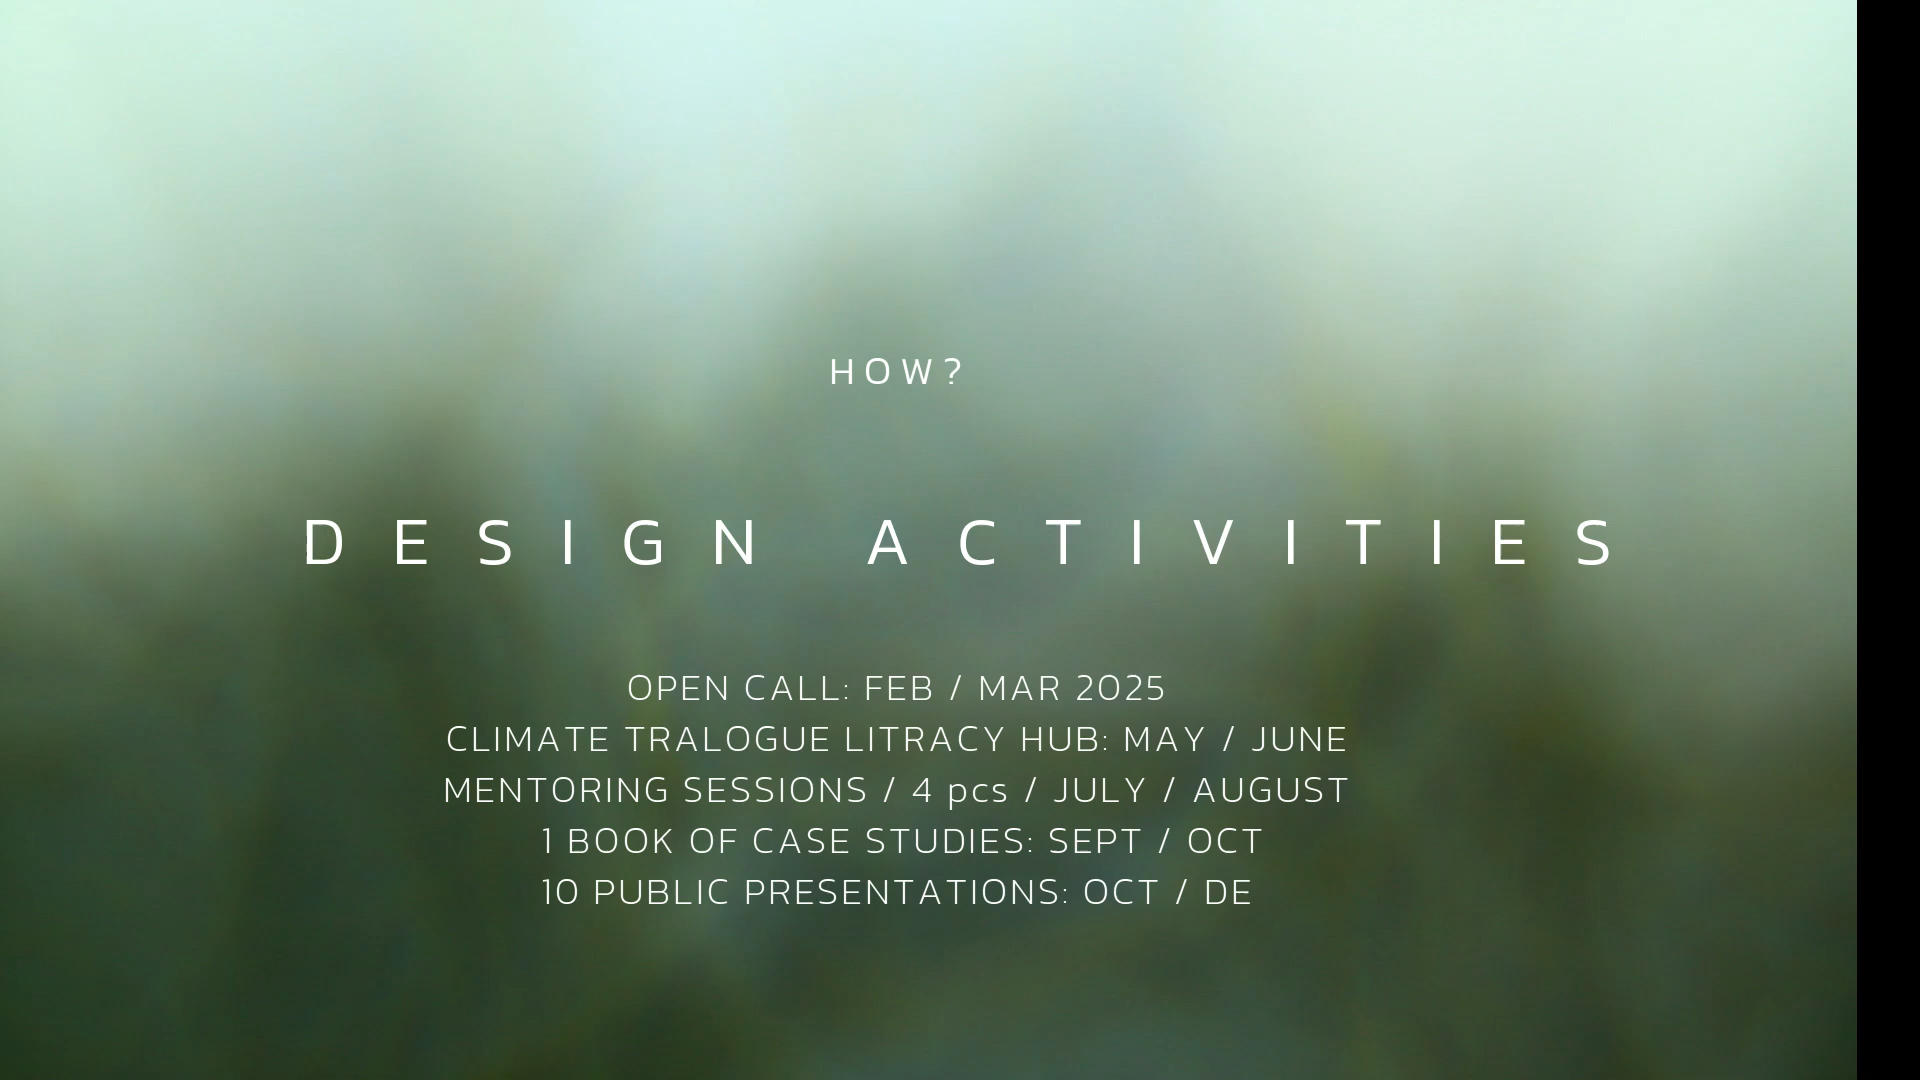 HOW?
DESIGN ACTIVITIES
OPEN CALL: FEB / MAR 2025
CLIMATE TRALOGUE LITRACY HUB: MAY / JUNE
MENTORING SESSIONS / 4 pcs / JULY / AUGUST
1 BOOK OF CASE STUDIES: SEPT / OCT
10 PUBLIC PRESENTATIONS: OCT / DE